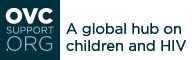 OVC
SUPPORT
.ORG
A global hub on
children and HIV